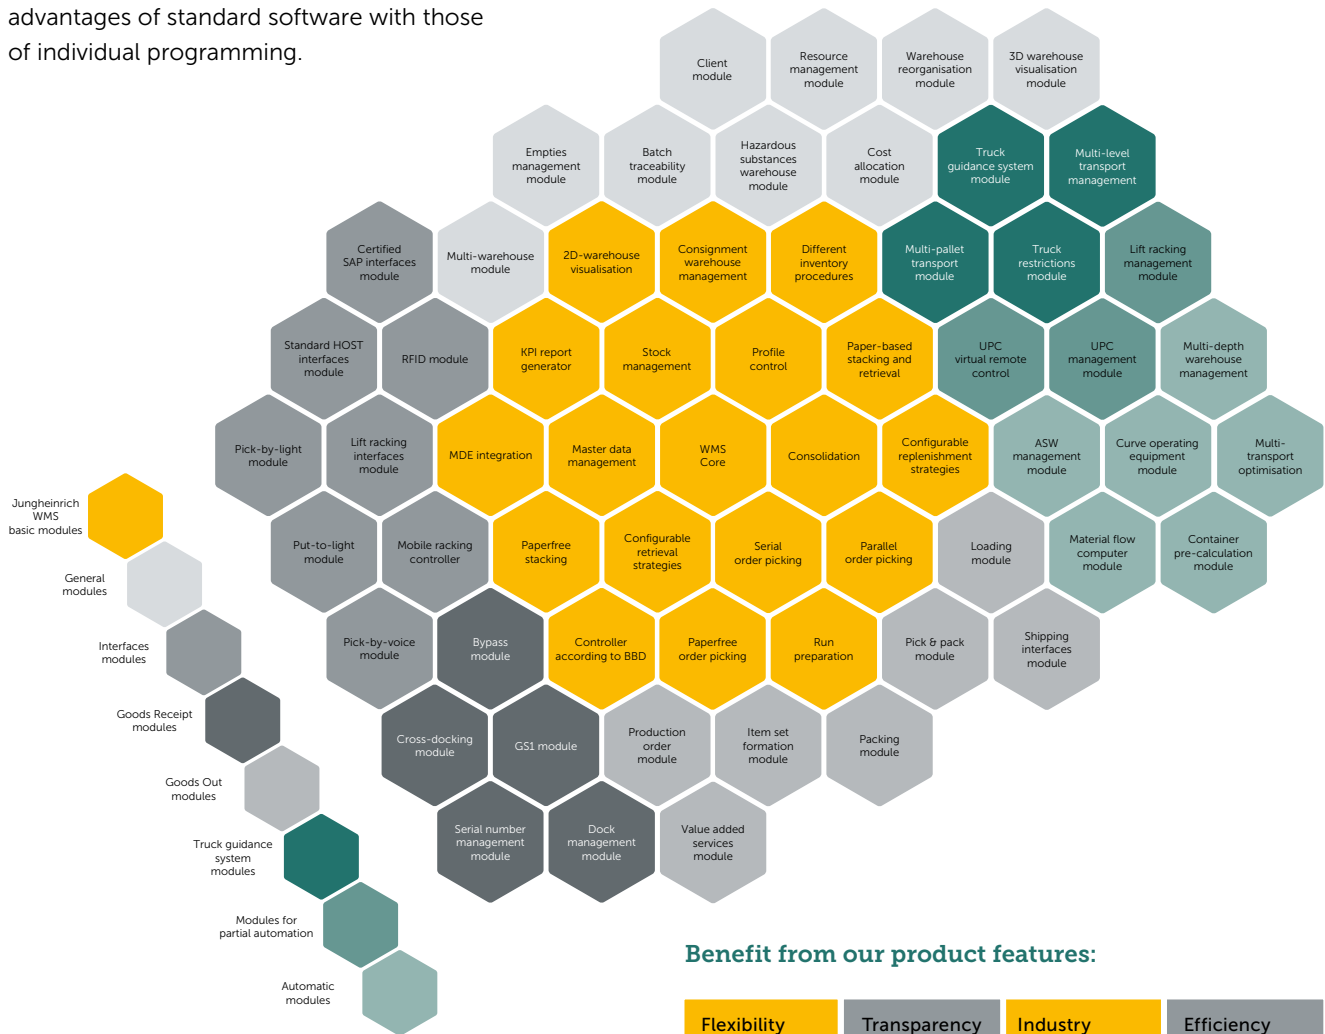 advantages of standard software with those
of individual programming.
Client
module
Resource
management
module
Warehouse
reorganisation
module
3D warehouse
visualisation
module
Empties
management
module
Batch
traceability
module
Hazardous
substances
warehouse
module
Cost
allocation
module
Truck
guidance system
module
Multi-level
transport
management
Certified
SAP interfaces
module
Multi-warehouse
module
2D-warehouse
visualisation
Consignment
warehouse
management
Different
inventory
procedures
Multi-pallet
transport
module
Truck
restrictions
module
Lift racking
management
module
Standard HOST
interfaces
module
RFID module
KPI report
generator
Stock
management
Profile
control
Paper-based
stacking and
retrieval
UPC
virtual remote
control
UPC
management
module
Multi-depth
warehouse
management
Pick-by-light
module
Lift racking
interfaces
module
MDE integration
Master data
management
WMS
Core
Consolidation
Configurable
replenishment
strategies
ASW
management
module
Curve operating
equipment
module
Multi-
transport
optimisation
Put-to-light
module
Mobile racking
controller
Paperfree
stacking
Configurable
retrieval
strategies
Serial
order picking
Parallel
order picking
Loading
module
Material flow
computer
module
Container
pre-calculation
module
Pick-by-voice
module
Bypass
module
Controller
according to BBD
Paperfree
order picking
Run
preparation
Pick & pack
module
Shipping
interfaces
module
Cross-docking
module
GS1 module
Production
order
module
Item set
formation
module
Packing
module
Serial number
management
module
Dock
management
module
Value added
services
module
Jungheinrich
WMS
basic modules
General
modules
Interfaces
modules
Goods Receipt
modules
Goods Out
modules
Truck guidance
system
modules
Modules for
partial automation
Automatic
modules
Benefit from our product features:
Flexibility
Transparency
Industry
Efficiency